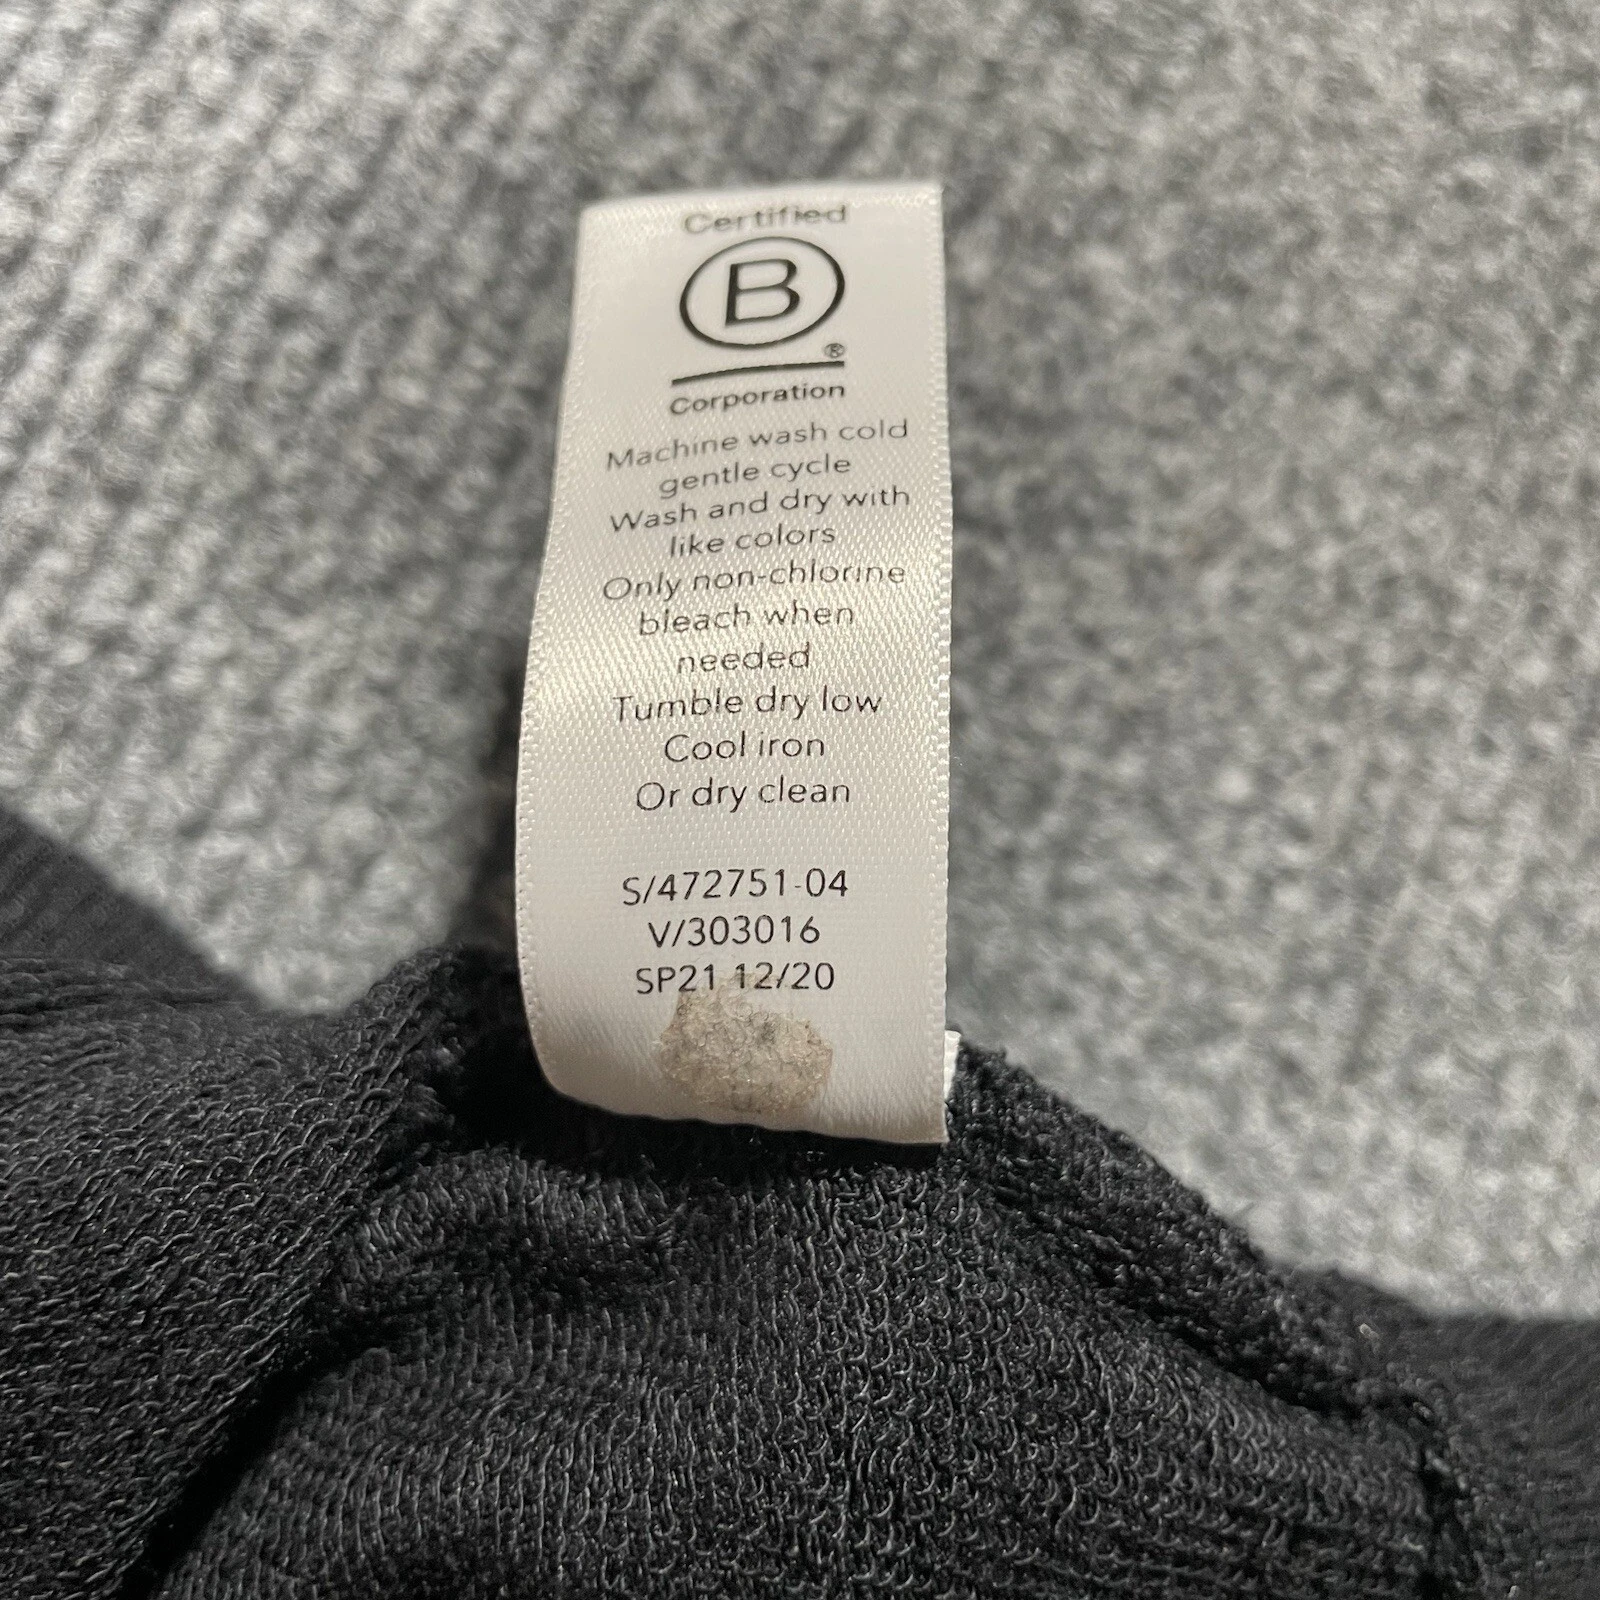 Certified
B
®
Corporation
Machine wash cold
gentle cycle
Wash and dry with
like colors
Only non-chlorine
bleach when
needed
Tumble dry low
Cool iron
Or dry clean
S/472751-04
V/303016
SP21 12/20